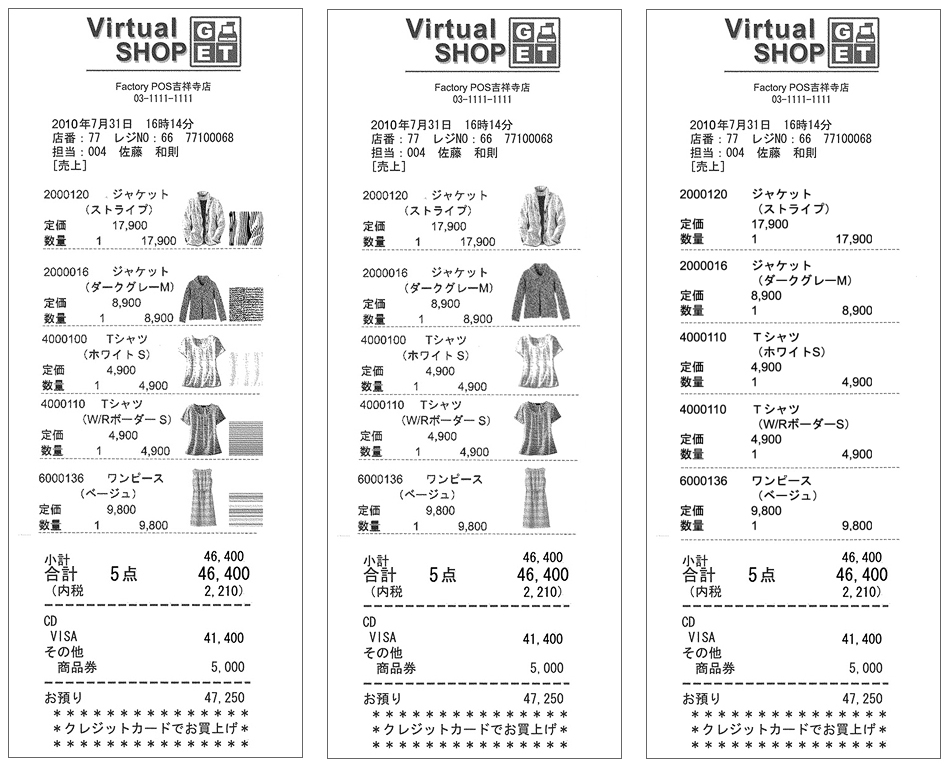 Virtual
SHOP GET
Factory POS吉祥寺店
03-1111-1111
2010年7月31日 16時14分
店番：77 レジNO：66 77100068
担当：004 佐藤 和則
[売上]
2000120 ジャケット
（ストライプ）
定価 17,900
数量 1 17,900
2000016 ジャケット
（ダークグレーM）
定価 8,900
数量 1 8,900
4000100 Tシャツ
（ホワイトS）
定価 4,900
数量 1 4,900
4000110 Tシャツ
（W/RボーダーS）
定価 4,900
数量 1 4,900
6000136 ワンピース
（ベージュ）
定価 9,800
数量 1 9,800
小計 46,400
合計 5点 46,400
（内税 2,210）
CD
VISA 41,400
その他
商品券 5,000
お預り 47,250
＊＊＊＊＊＊＊＊＊＊＊＊＊＊＊
＊クレジットカードでお買上げ＊
＊＊＊＊＊＊＊＊＊＊＊＊＊＊＊
Virtual
SHOP GET
Factory POS吉祥寺店
03-1111-1111
2010年7月31日 16時14分
店番：77 レジNO：66 77100068
担当：004 佐藤 和則
[売上]
2000120 ジャケット
（ストライプ）
定価 17,900
数量 1 17,900
2000016 ジャケット
（ダークグレーM）
定価 8,900
数量 1 8,900
4000100 Tシャツ
（ホワイトS）
定価 4,900
数量 1 4,900
4000110 Tシャツ
（W/RボーダーS）
定価 4,900
数量 1 4,900
6000136 ワンピース
（ベージュ）
定価 9,800
数量 1 9,800
小計 46,400
合計 5点 46,400
（内税 2,210）
CD
VISA 41,400
その他
商品券 5,000
お預り 47,250
＊＊＊＊＊＊＊＊＊＊＊＊＊＊＊
＊クレジットカードでお買上げ＊
＊＊＊＊＊＊＊＊＊＊＊＊＊＊＊
Virtual
SHOP GET
Factory POS吉祥寺店
03-1111-1111
2010年7月31日 16時14分
店番：77 レジNO：66 77100068
担当：004 佐藤 和則
[売上]
2000120 ジャケット
（ストライプ）
定価 17,900
数量 1 17,900
2000016 ジャケット
（ダークグレーM）
定価 8,900
数量 1 8,900
4000110 Tシャツ
（ホワイトS）
定価 4,900
数量 1 4,900
4000110 Tシャツ
（W/RボーダーS）
定価 4,900
数量 1 4,900
6000136 ワンピース
（ベージュ）
定価 9,800
数量 1 9,800
小計 46,400
合計 5点 46,400
（内税 2,210）
CD
VISA 41,400
その他
商品券 5,000
お預り 47,250
＊＊＊＊＊＊＊＊＊＊＊＊＊＊＊
＊クレジットカードでお買上げ＊
＊＊＊＊＊＊＊＊＊＊＊＊＊＊＊